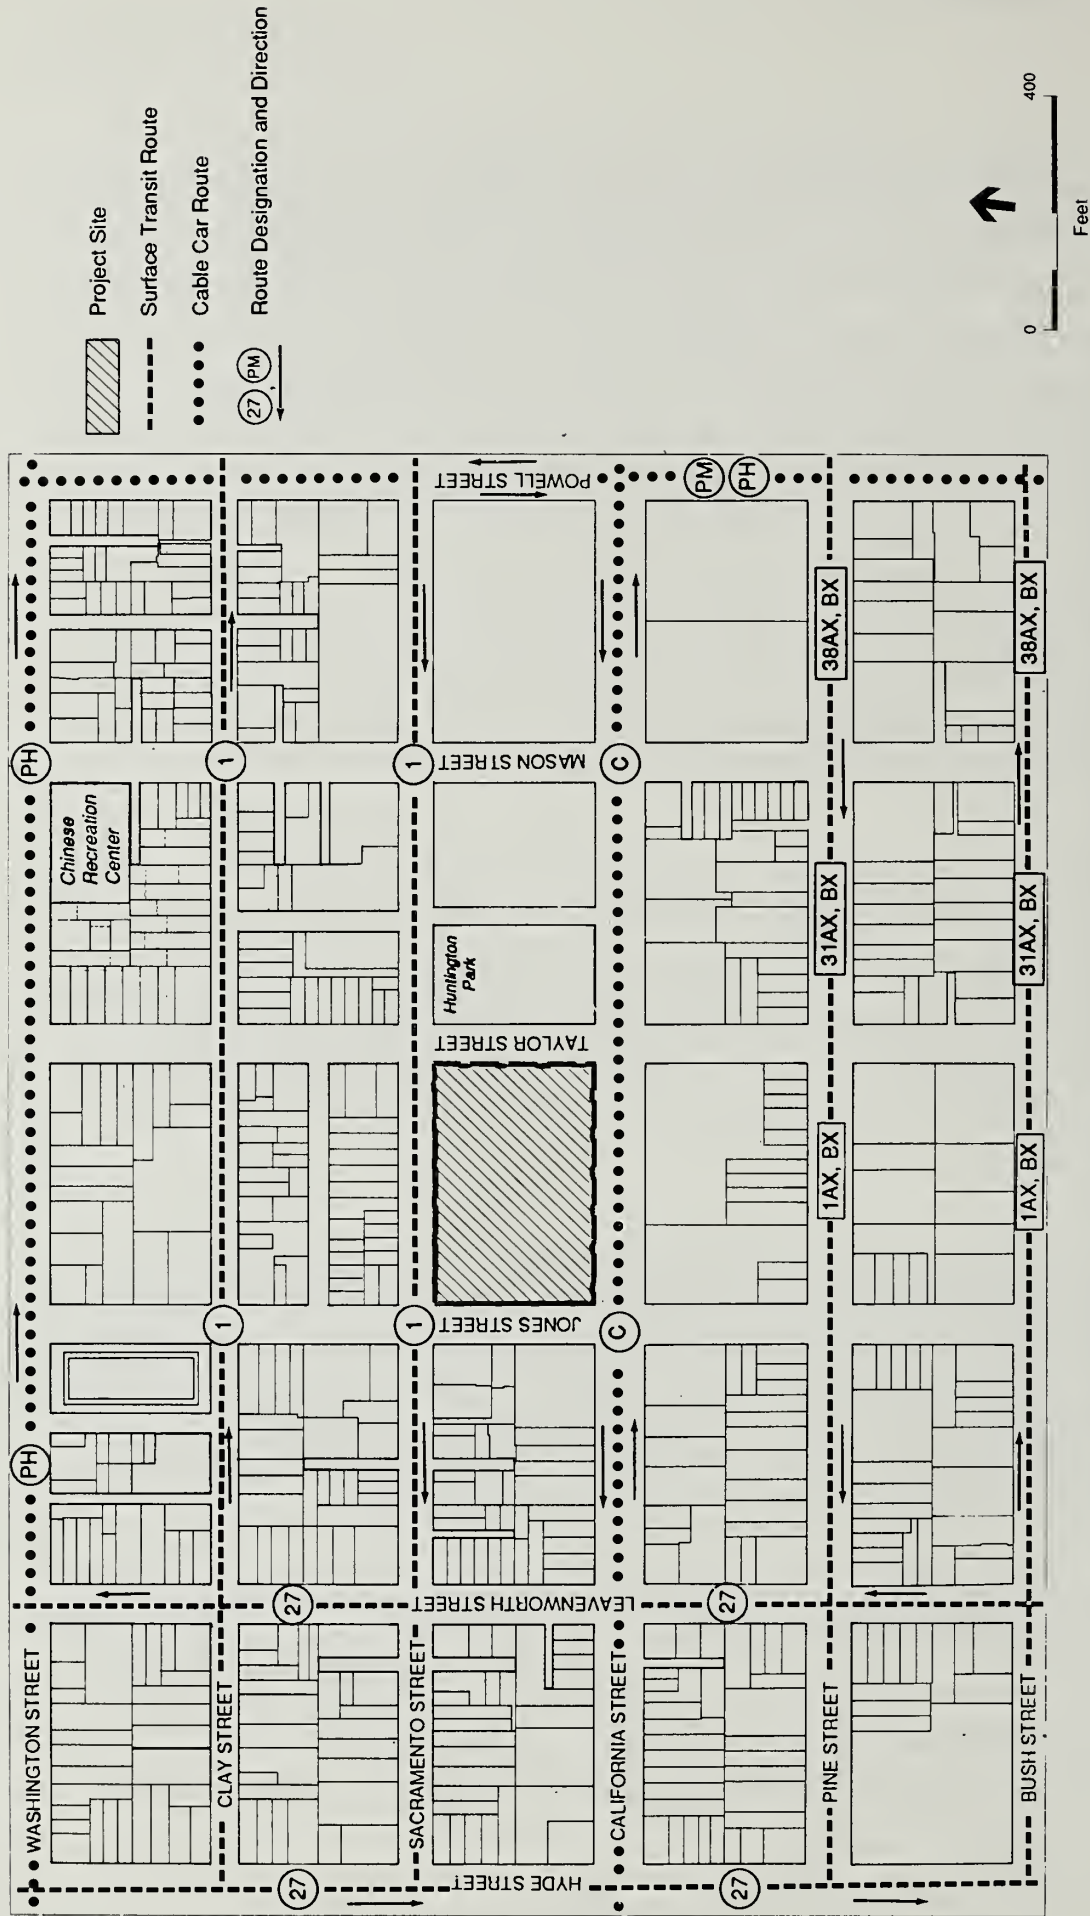 Project Site
Surface Transit Route
Cable Car Route
27, PM Route Designation and Direction
WASHINGTON STREET
PH
PH
Chinese
Recreation
Center
CLAY STREET
1
1
SACRAMENTO STREET
1
1
Huntington
Park
CALIFORNIA STREET
C
C
PINE STREET
1AX, BX
31AX, BX
38AX, BX
BUSH STREET
1AX, BX
31AX, BX
38AX, BX
HYDE STREET
27
27
LEAVENWORTH STREET
27
27
JONES STREET
TAYLOR STREET
MASON STREET
POWELL STREET
PM
PH
0
400
Feet